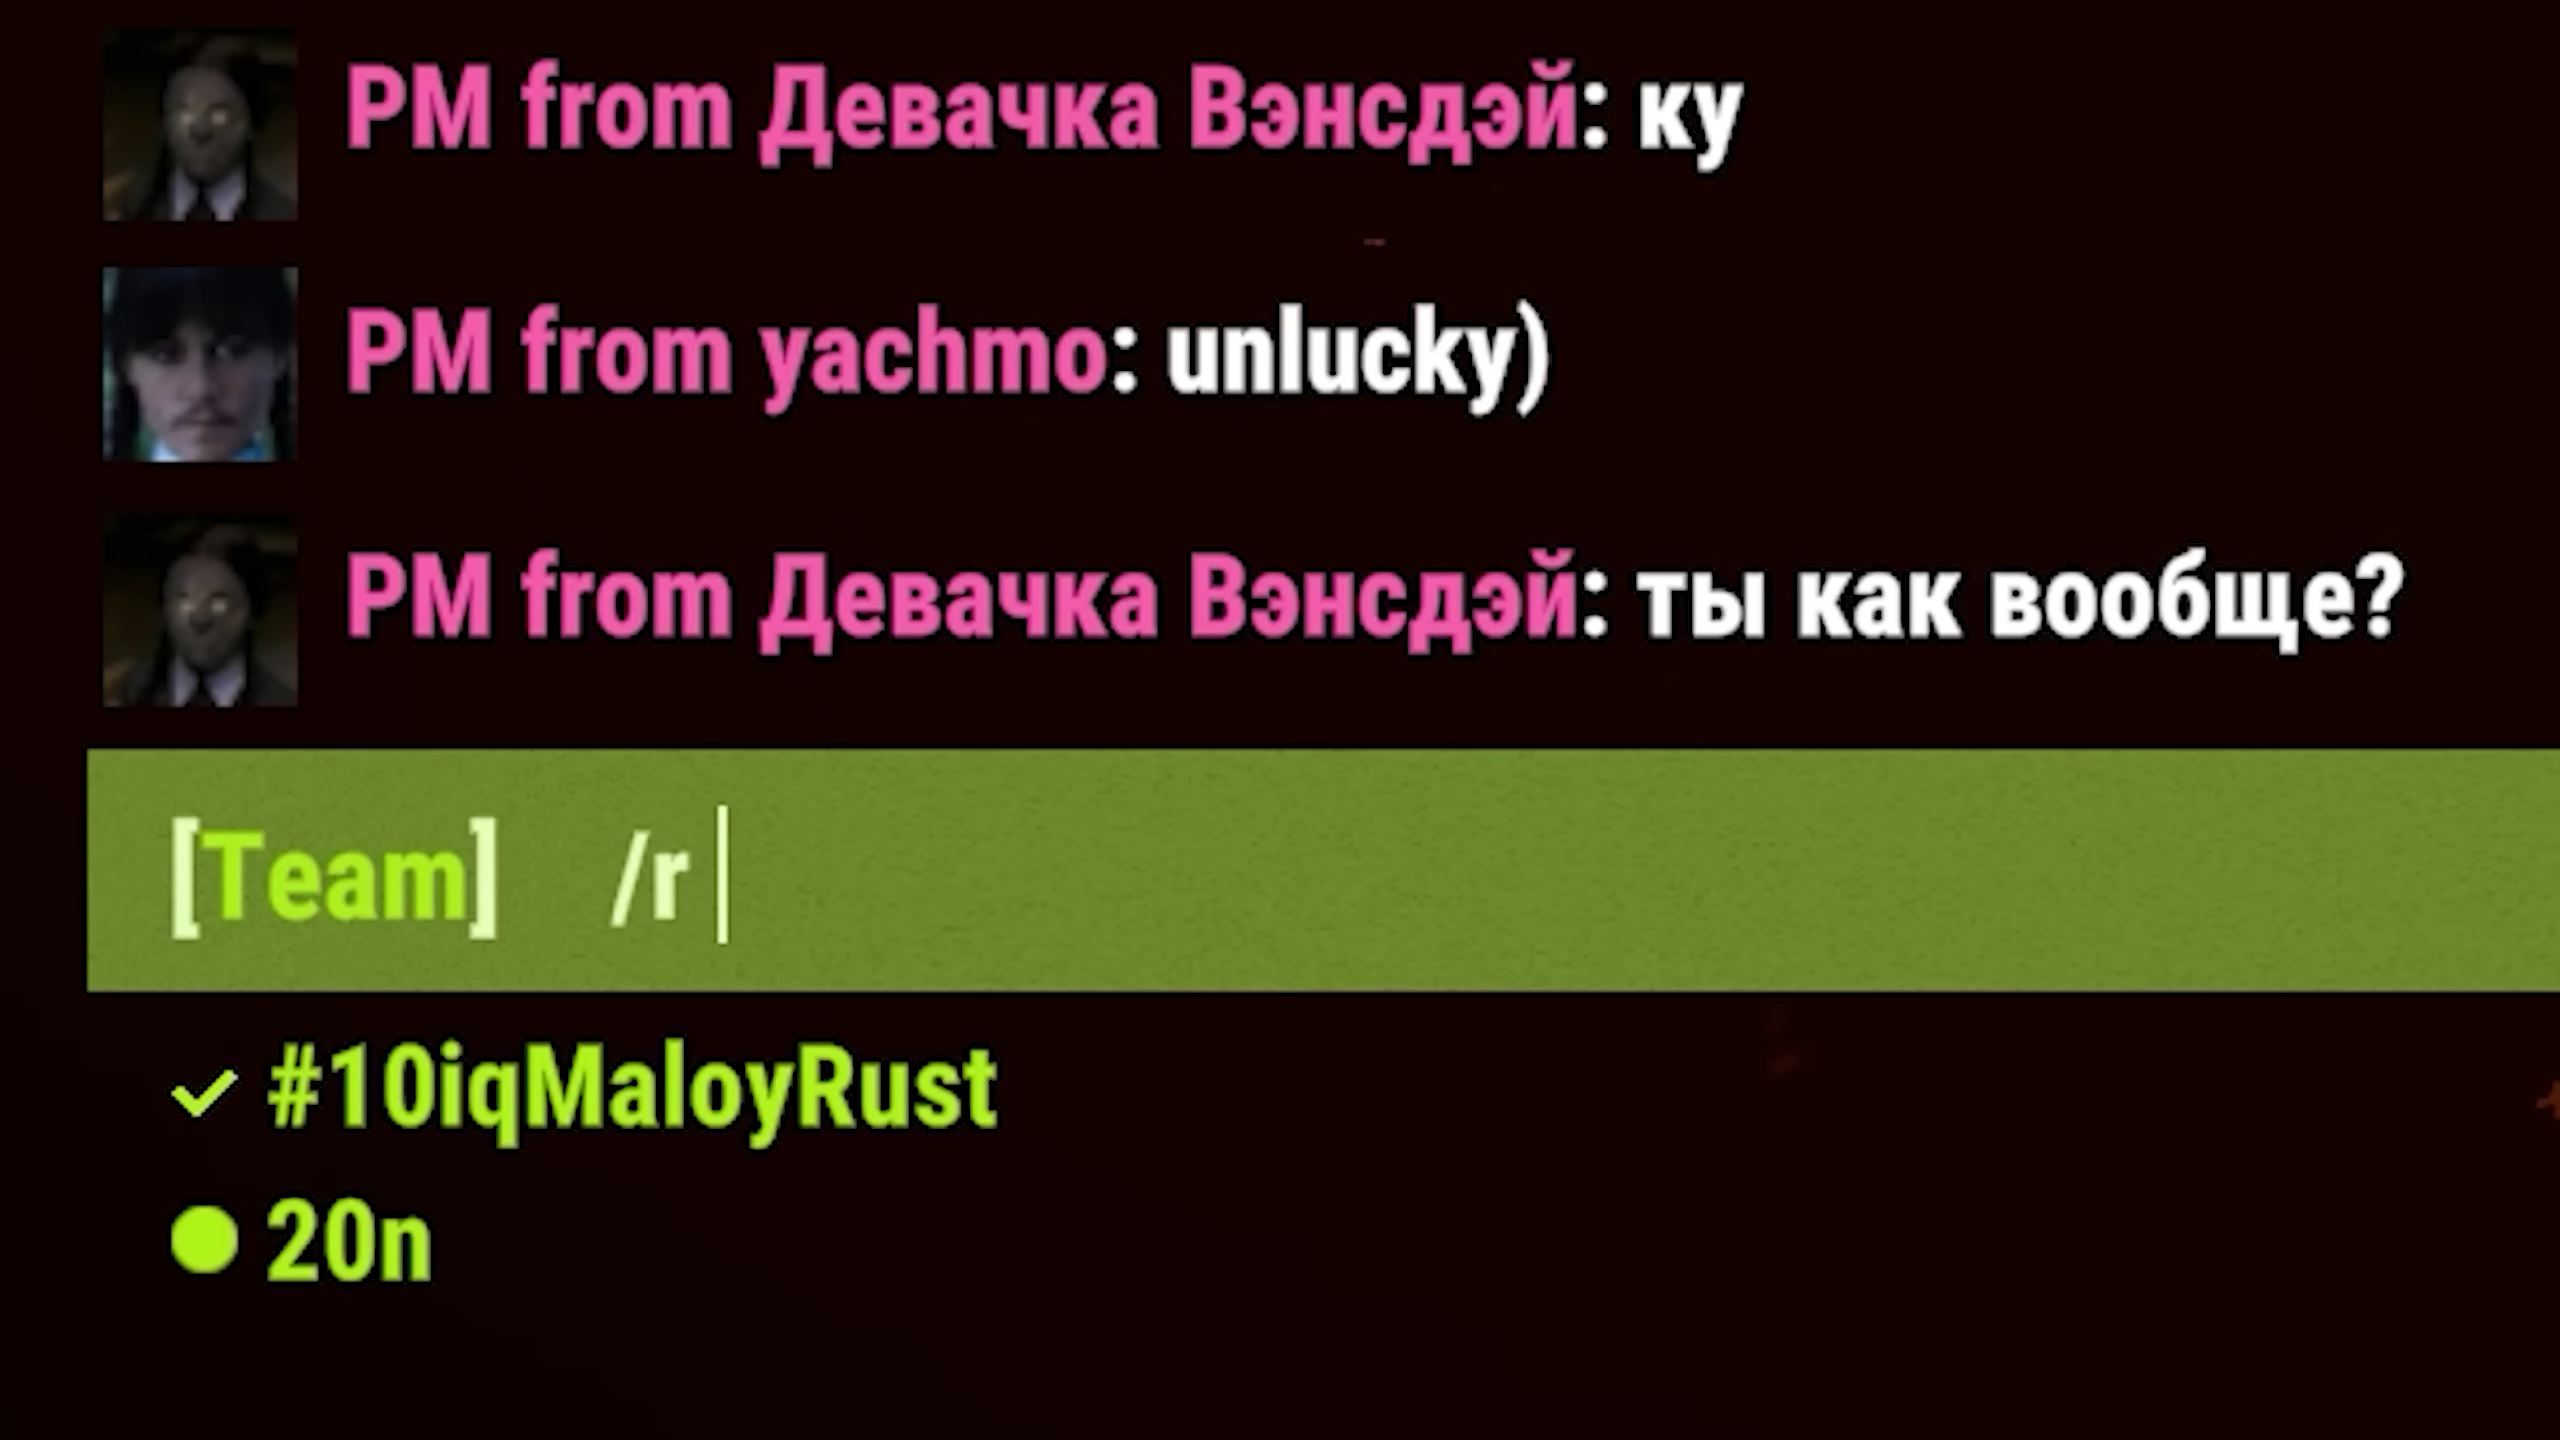 PM from Девачка Вэнсдэй: ку
PM from yachmo: unlucky)
PM from Девачка Вэнсдэй: ты как вообще?
[Team] /r
#10iqMaloyRust
20n